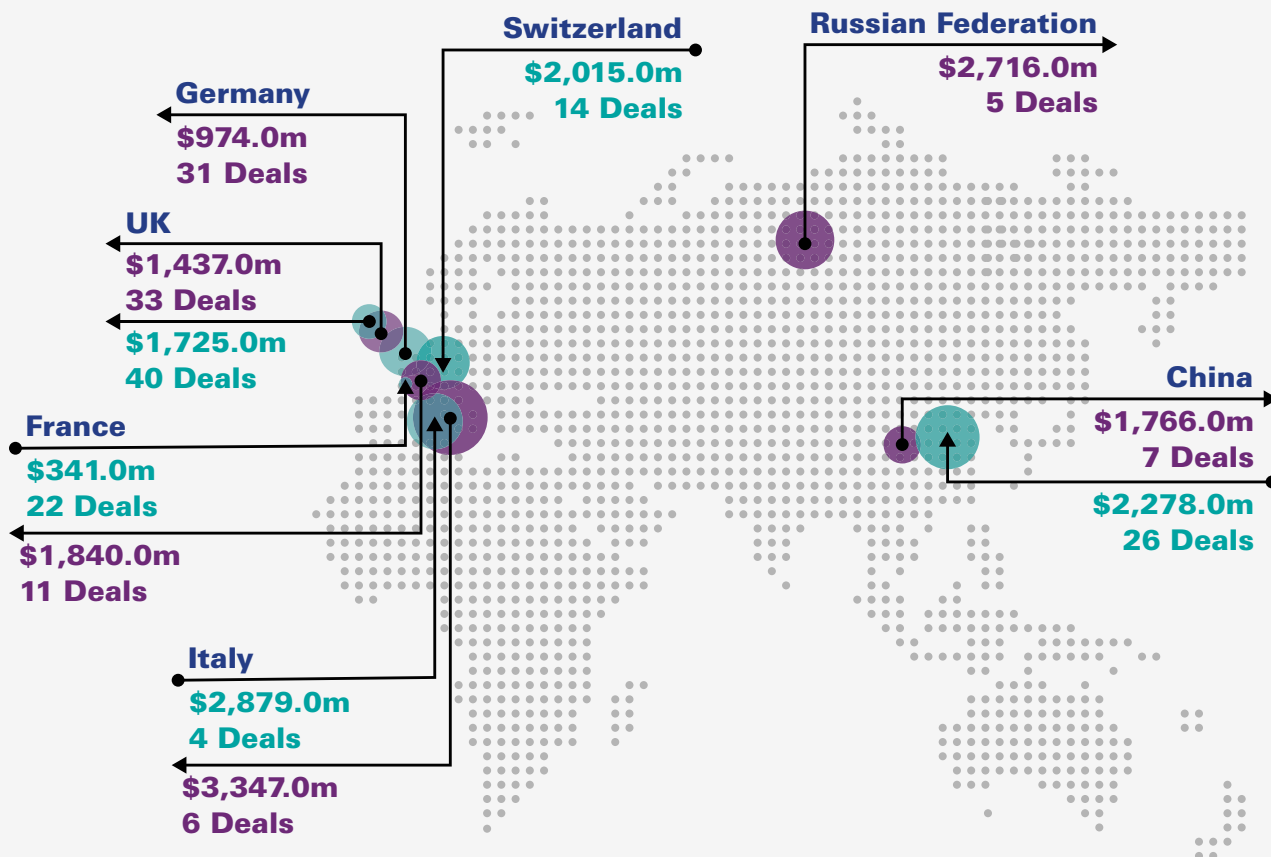 Switzerland
$2,015.0m
14 Deals
Russian Federation
$2,716.0m
5 Deals
Germany
$974.0m
31 Deals
UK
$1,437.0m
33 Deals
$1,725.0m
40 Deals
France
$341.0m
22 Deals
$1,840.0m
11 Deals
China
$1,766.0m
7 Deals
$2,278.0m
26 Deals
Italy
$2,879.0m
4 Deals
$3,347.0m
6 Deals